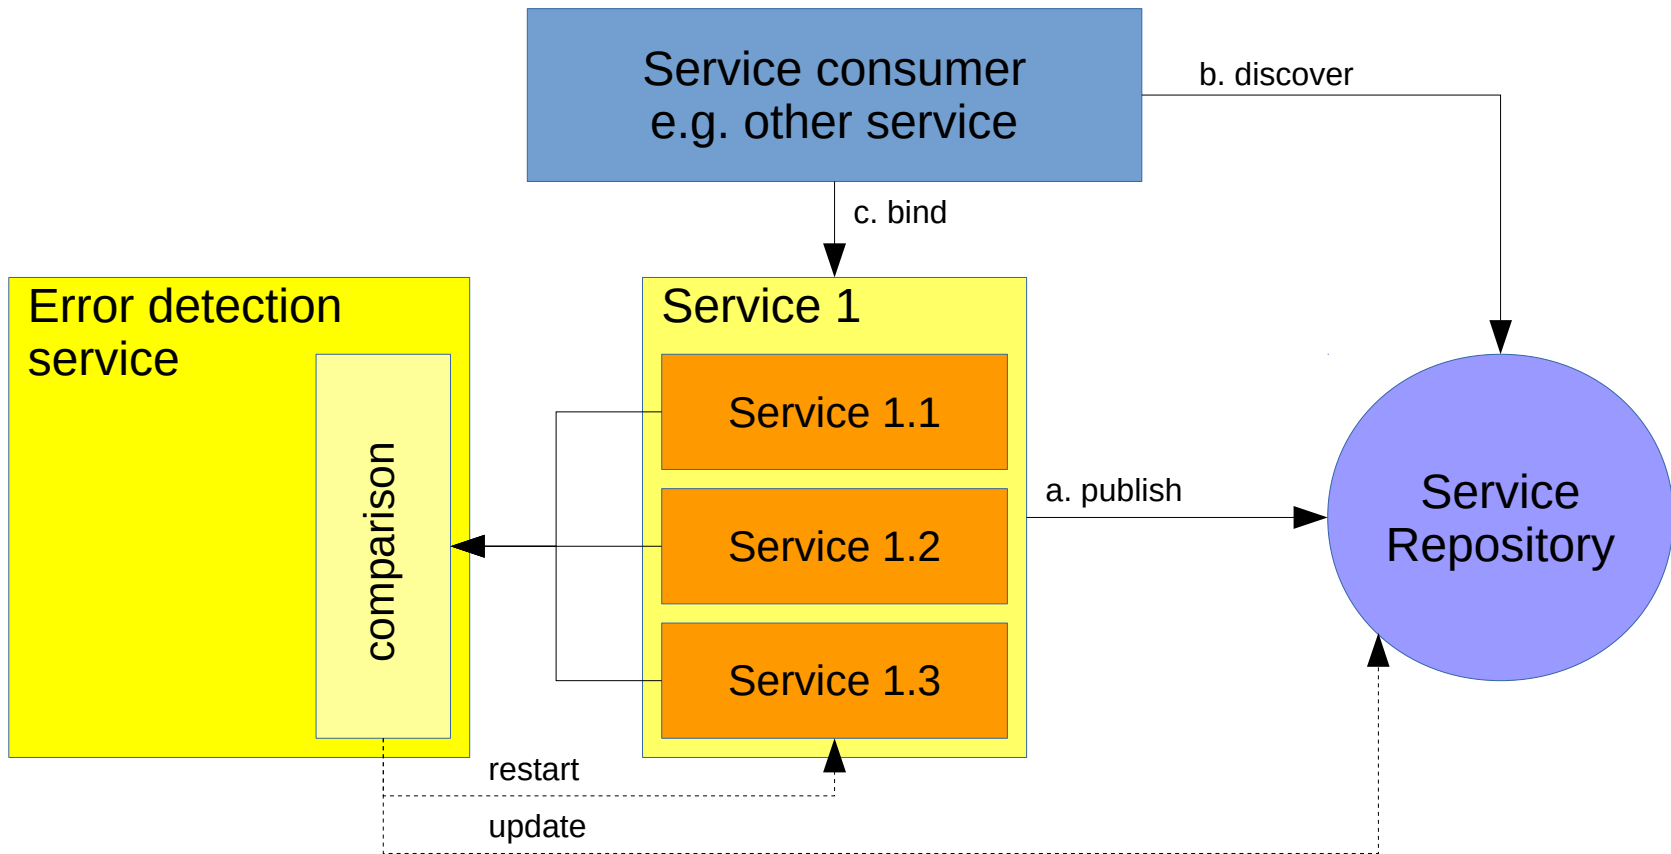 Service consumer
e.g. other service
b. discover
c. bind
Error detection
service
comparison
Service 1
Service 1.1
Service 1.2
Service 1.3
a. publish
Service
Repository
restart
update